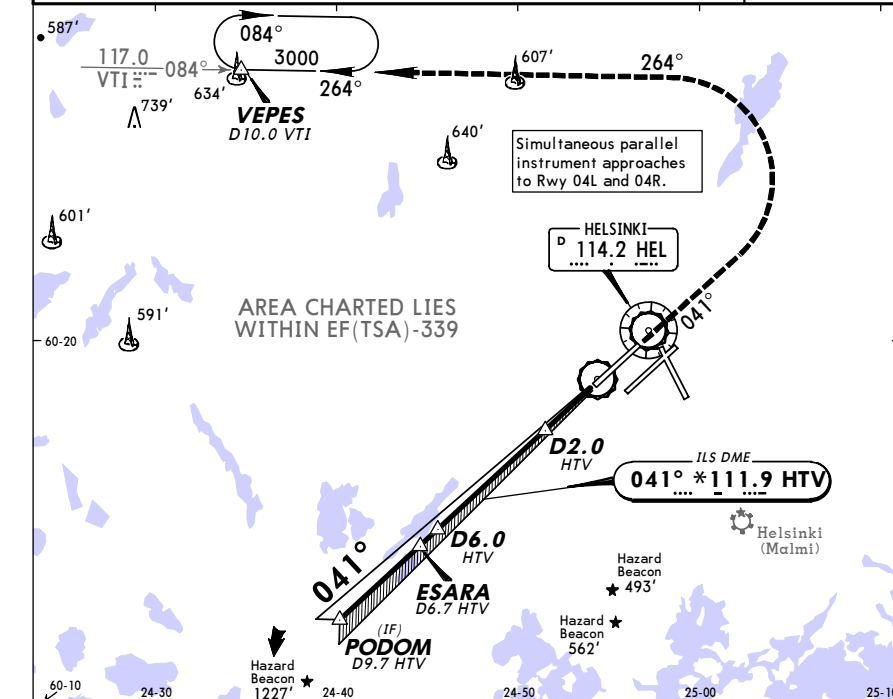 587'
084°
117.0
VTI
084°
3000
264°
607'
264°
634'
739'
VEPES
D10.0 VTI
640'
Simultaneous parallel
instrument approaches
to Rwy 04L and 04R.
601'
HELSINKI
D 114.2 HEL
591'
AREA CHARTED LIES
WITHIN EF(TSA)-339
041°
60-20
D2.0
HTV
ILS DME
041° *111.9 HTV
Helsinki
(Malmi)
D6.0
HTV
041°
ESARA
D6.7 HTV
Hazard
Beacon
493'
Hazard
Beacon
562'
(IF)
PODOM
D9.7 HTV
Hazard
Beacon
1227'
60-10
24-30
24-40
24-50
25-00
25-10